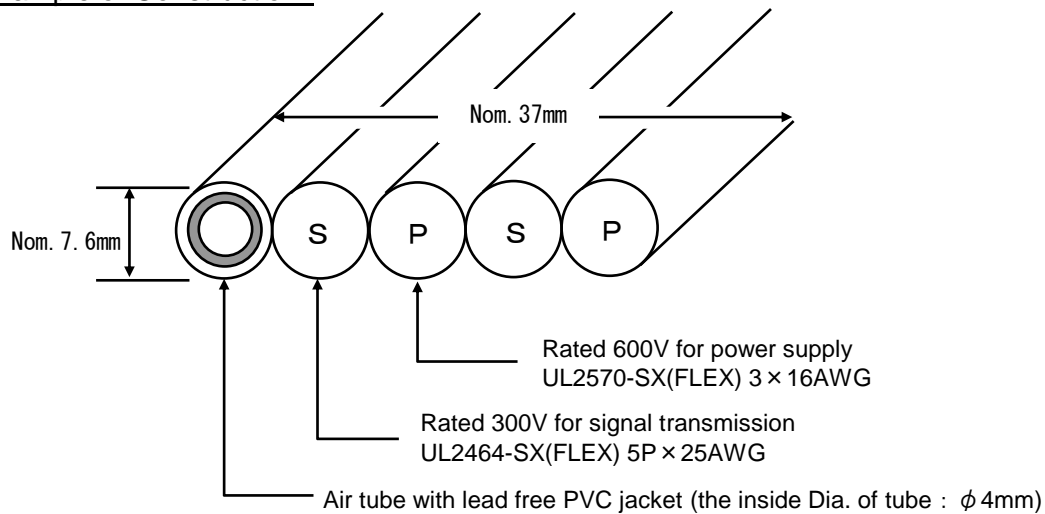 Nom. 37mm
Nom. 7.6mm
S P S P
Rated 600V for power supply
UL2570-SX(FLEX) 3×16AWG
Rated 300V for signal transmission
UL2464-SX(FLEX) 5P×25AWG
Air tube with lead free PVC jacket (the inside Dia. of tube : φ4mm)